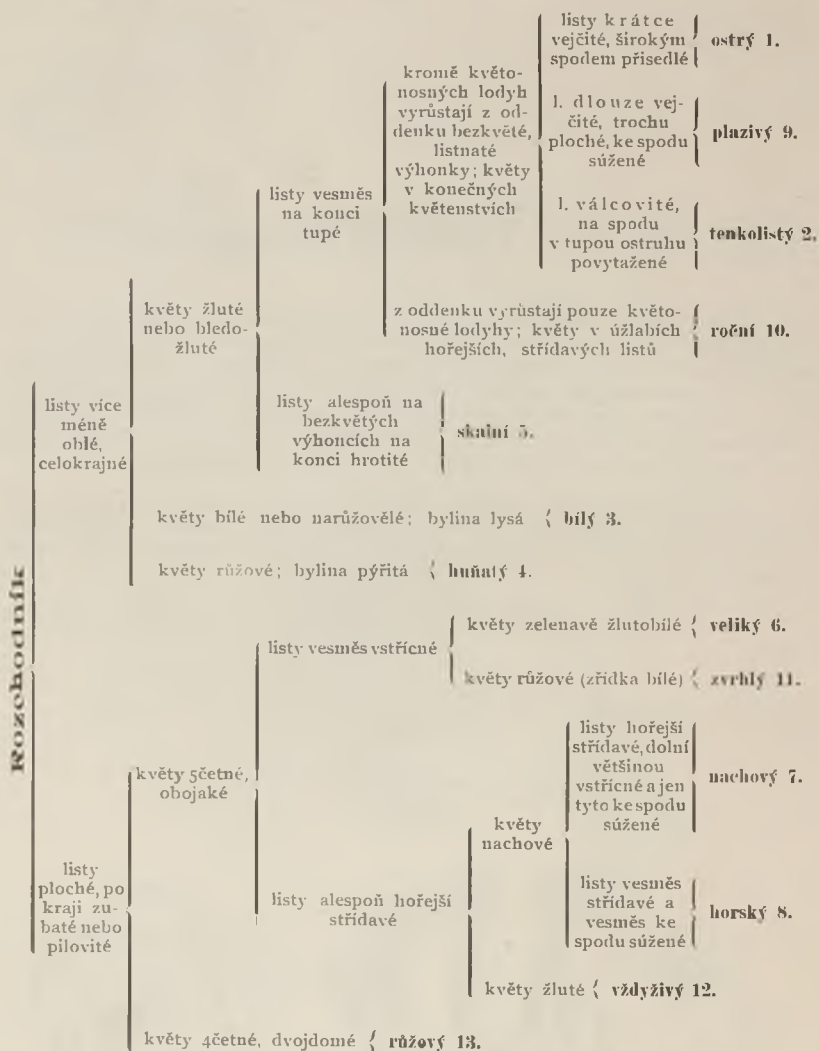 Rozchodník
listy více
méně
oblé,
celokrajné
květy žluté
nebo bledo-
žluté
listy vesměs
na konci
tupé
kromě květo-
nosných lodyh
vyrůstají z od-
denku bezkvěté,
listnaté
výhonky; květy
v konečných
květenstvích
listy krátce
vejčité, širokým
spodem přisedlé
ostrý 1.
l. dlouze vej-
čité, trochu
ploché, ke spodu
súžené
plazivý 9.
l. válcovité,
na spodu
v tupou ostruhu
povytažené
tenkolistý 2.
z oddenku vyrůstají pouze květo-
nosné lodyhy; květy v úžlabích
hořejších, střídavých listů
roční 10.
listy alespoň na
bezkvětých
výhoncích na
konci hrotité
skalní 5.
květy bílé nebo narůžovělé; bylina lysá
bílý 3.
květy růžové; bylina pýřitá
huňatý 4.
listy
ploché, po
kraji zu-
baté nebo
pilovité
květy 5četné,
obojaké
listy vesměs vstřícné
květy zelenavě žlutobílé
veliký 6.
květy růžové (zřídka bílé)
zvrhlý 11.
listy alespoň hořejší
střídavé
květy
nachové
listy hořejší
střídavé, dolní
většinou
vstřícné a jen
tyto ke spodu
súžené
nachový 7.
listy vesměs
střídavé a
vesměs ke
spodu súžené
horský 8.
květy žluté
vždyživý 12.
květy 4četné, dvojdomé
růžový 13.